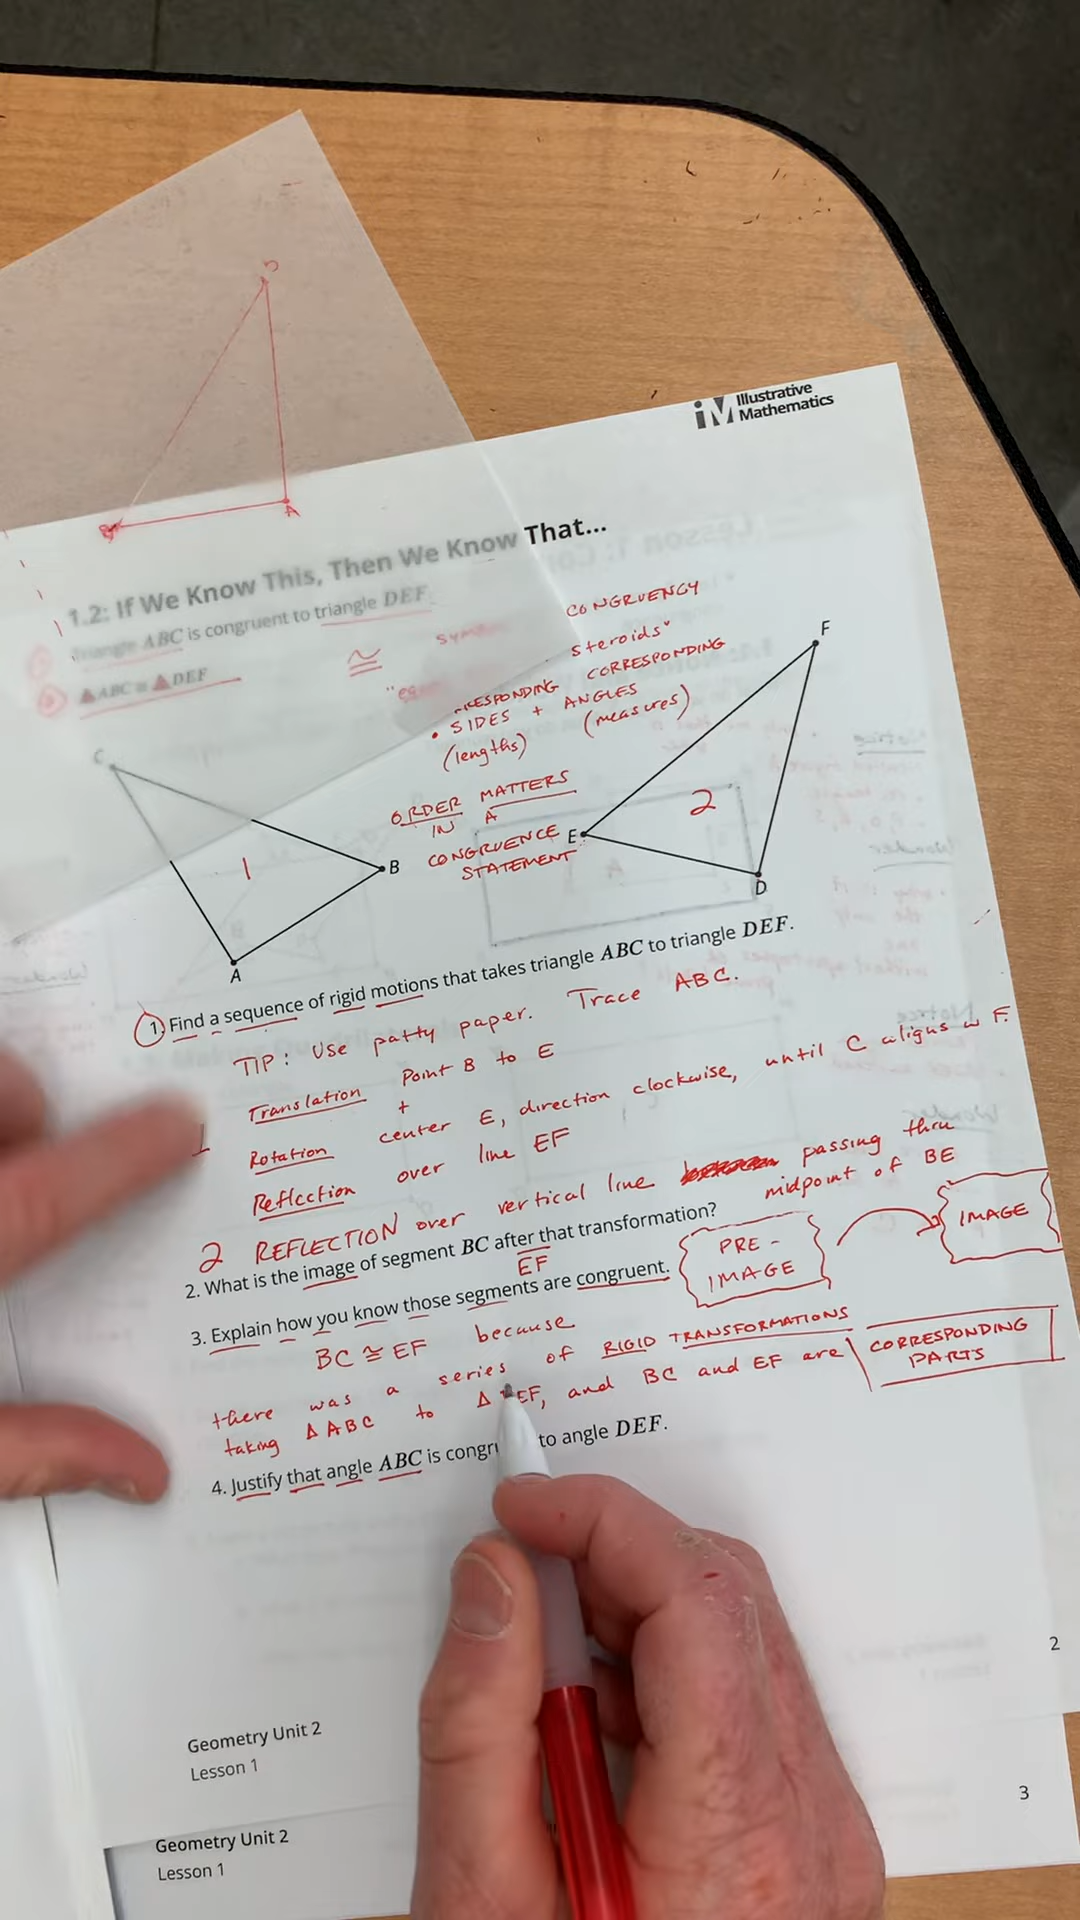 iM Illustrative
Mathematics
D
A
1.2: If We Know This, Then We Know That...
Triangle ABC is congruent to triangle DEF.
▲ABC ≅ ▲DEF
≅
CONGRUENCY
steroids"
CORRESPONDING
SIDES + ANGLES
(lengths) (measures)
ORDER MATTERS
IN A
CONGRUENCE
STATEMENT
C
B
A
1
F
E
D
2
1. Find a sequence of rigid motions that takes triangle ABC to triangle DEF.
TIP: Use patty paper. Trace ABC.
1 Translation Point B to E
+
Rotation center E, direction clockwise, until C aligns w F.
Reflection over line EF
2 REFLECTION over vertical line passing thru
midpoint of BE
2. What is the image of segment BC after that transformation?
EF
PRE-
IMAGE
IMAGE
3. Explain how you know those segments are congruent.
BC ≅ EF because
there was a series of RIGID TRANSFORMATIONS
taking ΔABC to Δ EF, and BC and EF are CORRESPONDING
PARTS
4. Justify that angle ABC is to angle DEF.
2
Geometry Unit 2
Lesson 1
3
Geometry Unit 2
Lesson 1